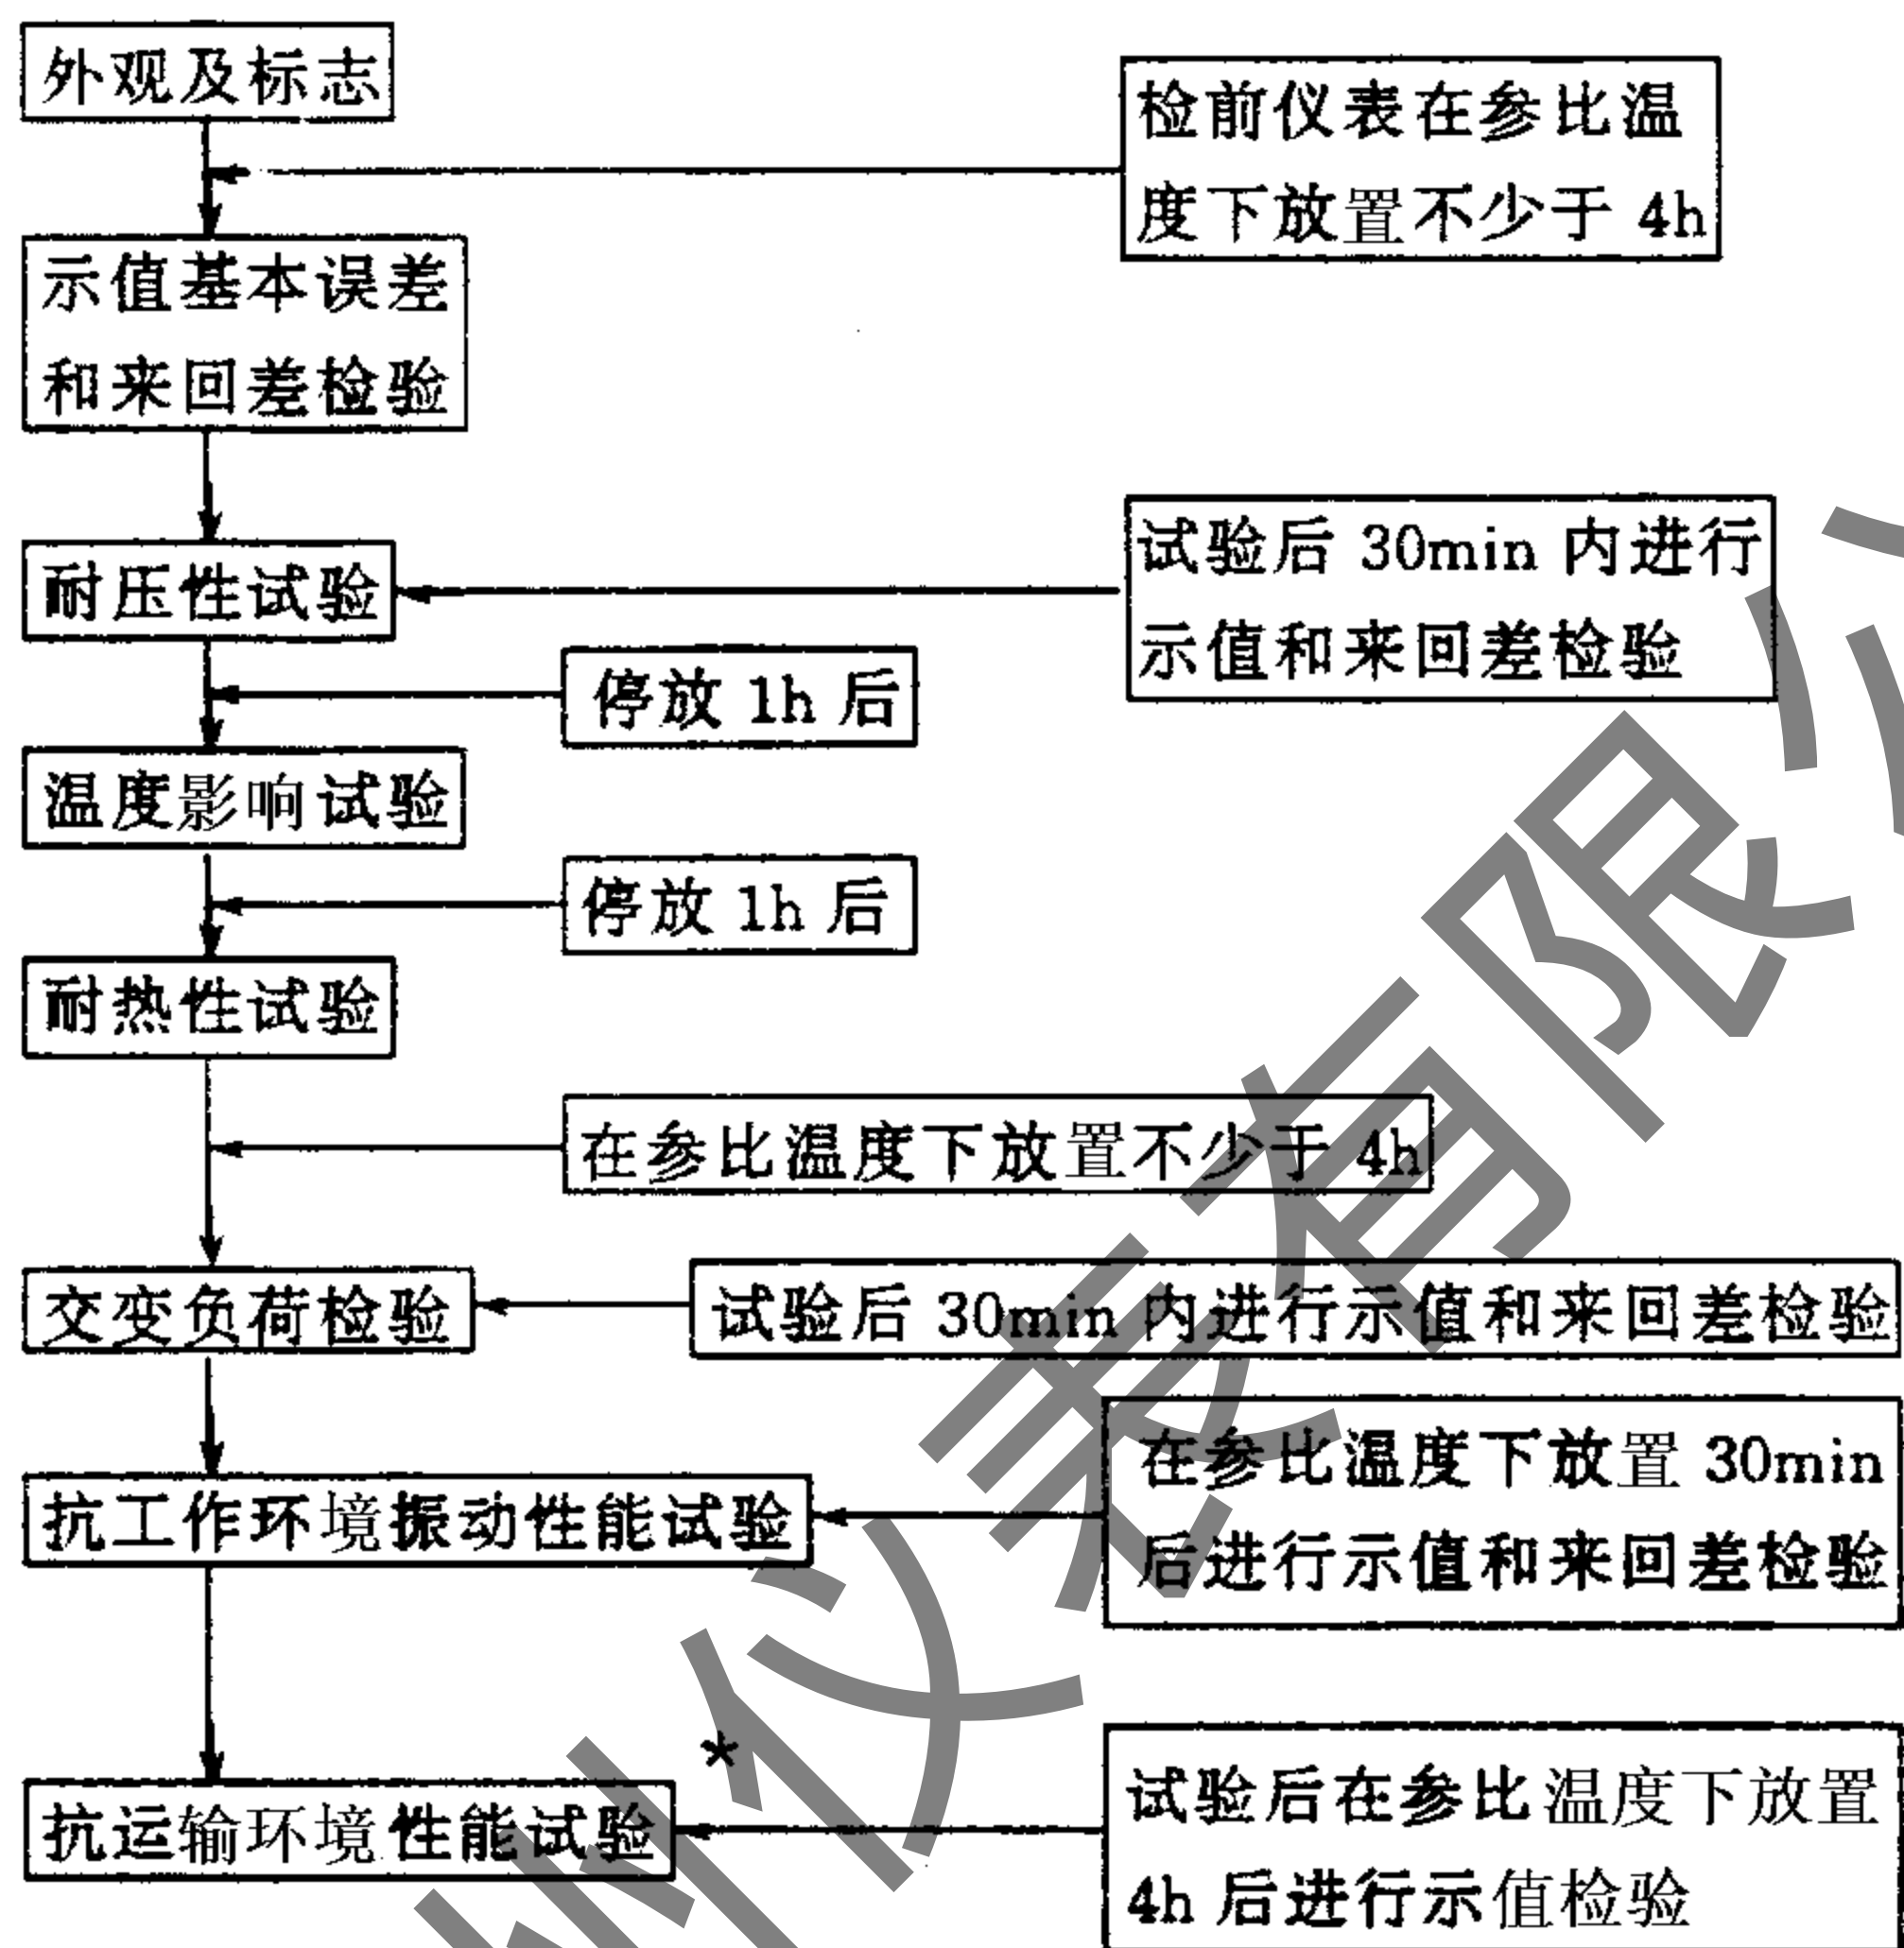 外观及标志
检前仪表在参比温
度下放置不少于 4h
示值基本误差
和来回差检验
试验后 30min 内进行
示值和来回差检验
耐压性试验
停放 1h 后
温度影响试验
停放 1h 后
耐热性试验
在参比温度下放置不少于 4h
交变负荷检验
试验后 30min 内进行示值和来回差检验
在参比温度下放置 30min
后进行示值和来回差检验
抗工作环境振动性能试验
*
抗运输环境性能试验
试验后在参比温度下放置
4h 后进行示值检验
仪表有限